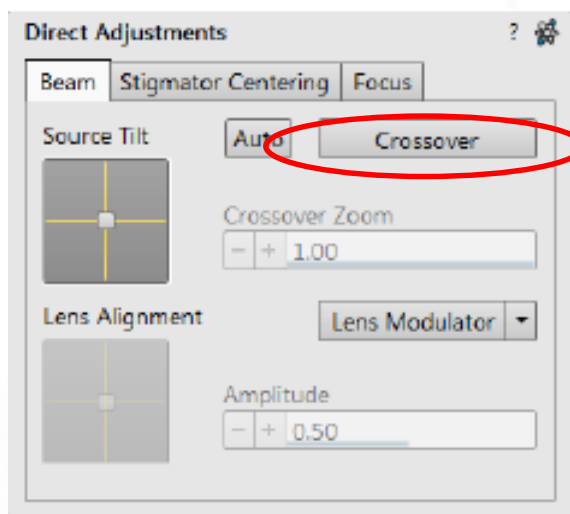 Direct Adjustments ?
Beam Stigmator Centering Focus
Source Tilt Auto Crossover
Crossover Zoom
- + 1.00
Lens Alignment Lens Modulator
Amplitude
- + 0.50